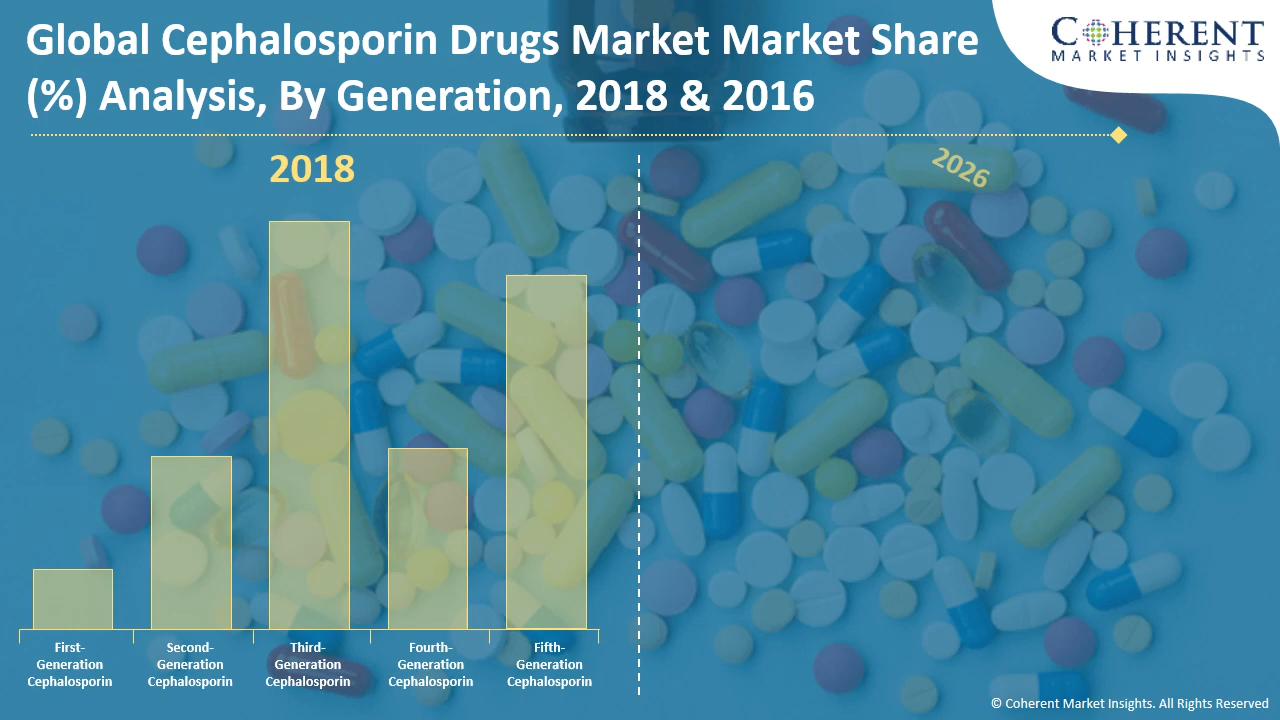 Global Cephalosporin Drugs Market Market Share
(%) Analysis, By Generation, 2018 & 2016
COHERENT
MARKET INSIGHTS
2018
2026
First-
Generation
Cephalosporin
Second-
Generation
Cephalosporin
Third-
Generation
Cephalosporin
Fourth-
Generation
Cephalosporin
Fifth-
Generation
Cephalosporin
© Coherent Market Insights. All Rights Reserved